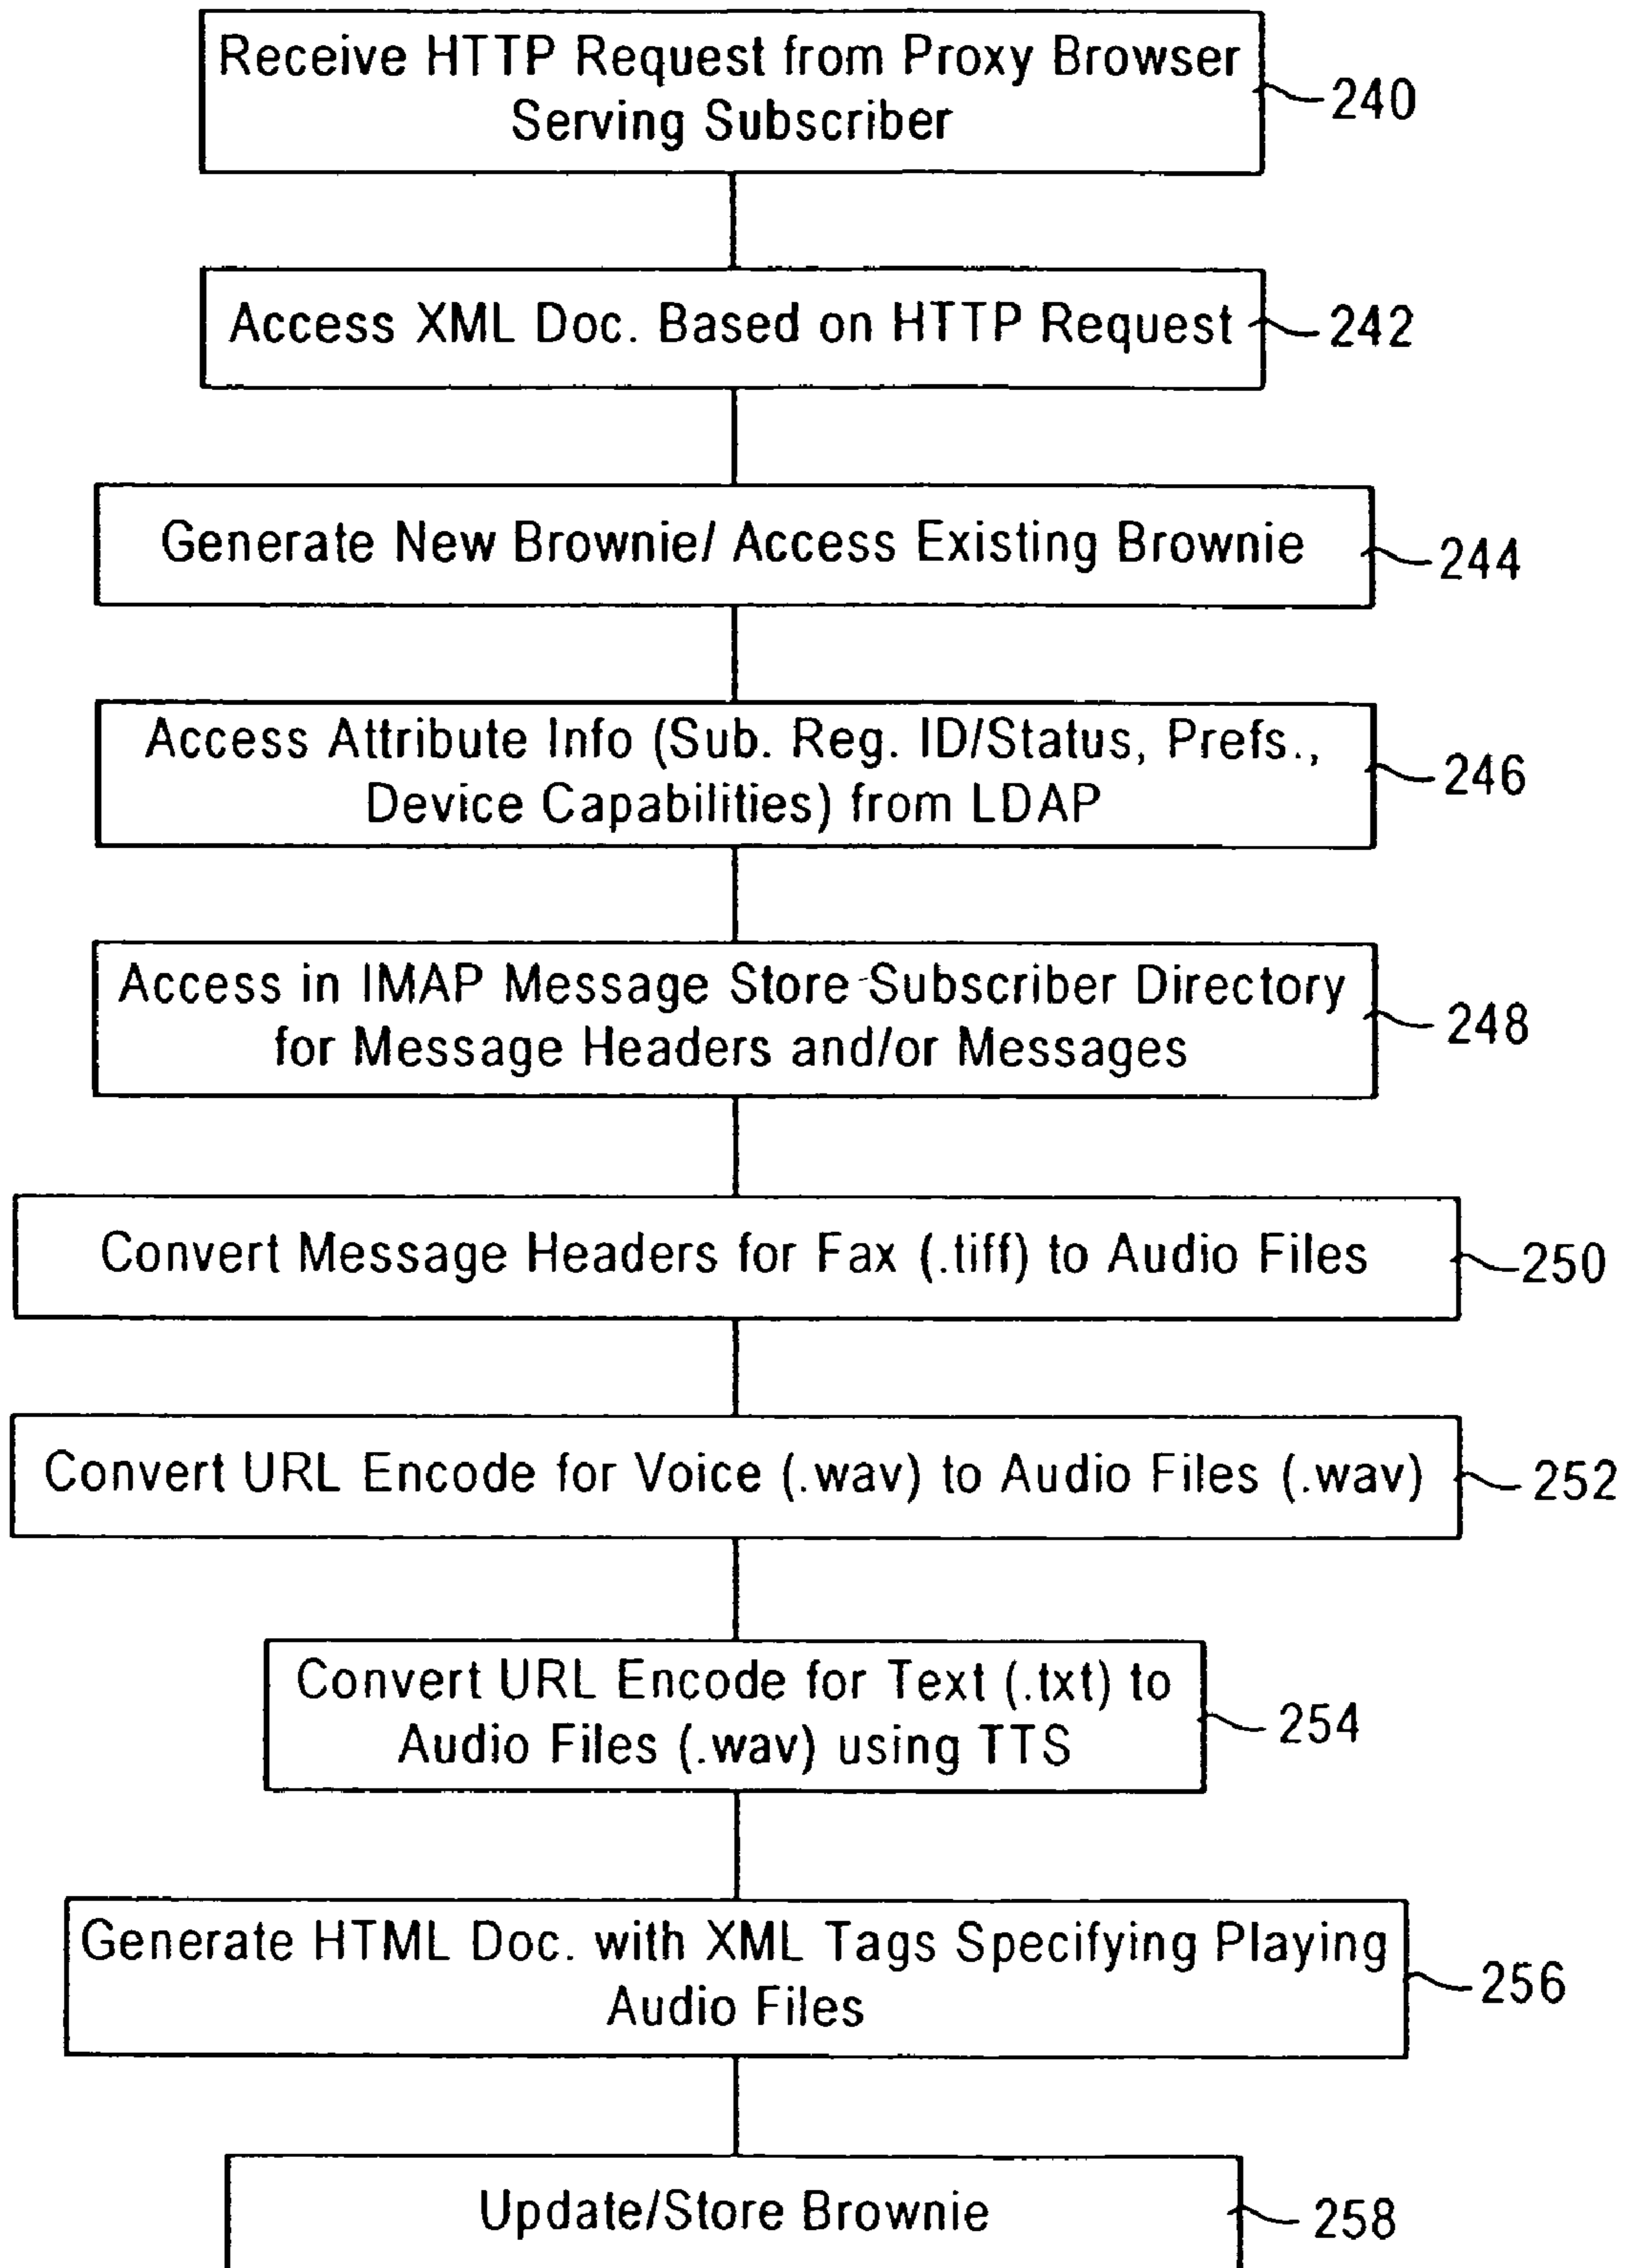 Receive HTTP Request from Proxy Browser
Serving Subscriber
240
Access XML Doc. Based on HTTP Request
242
Generate New Brownie/ Access Existing Brownie
244
Access Attribute Info (Sub. Reg. ID/Status, Prefs.,
Device Capabilities) from LDAP
246
Access in IMAP Message Store-Subscriber Directory
for Message Headers and/or Messages
248
Convert Message Headers for Fax (.tiff) to Audio Files
250
Convert URL Encode for Voice (.wav) to Audio Files (.wav)
252
Convert URL Encode for Text (.txt) to
Audio Files (.wav) using TTS
254
Generate HTML Doc. with XML Tags Specifying Playing
Audio Files
256
Update/Store Brownie
258